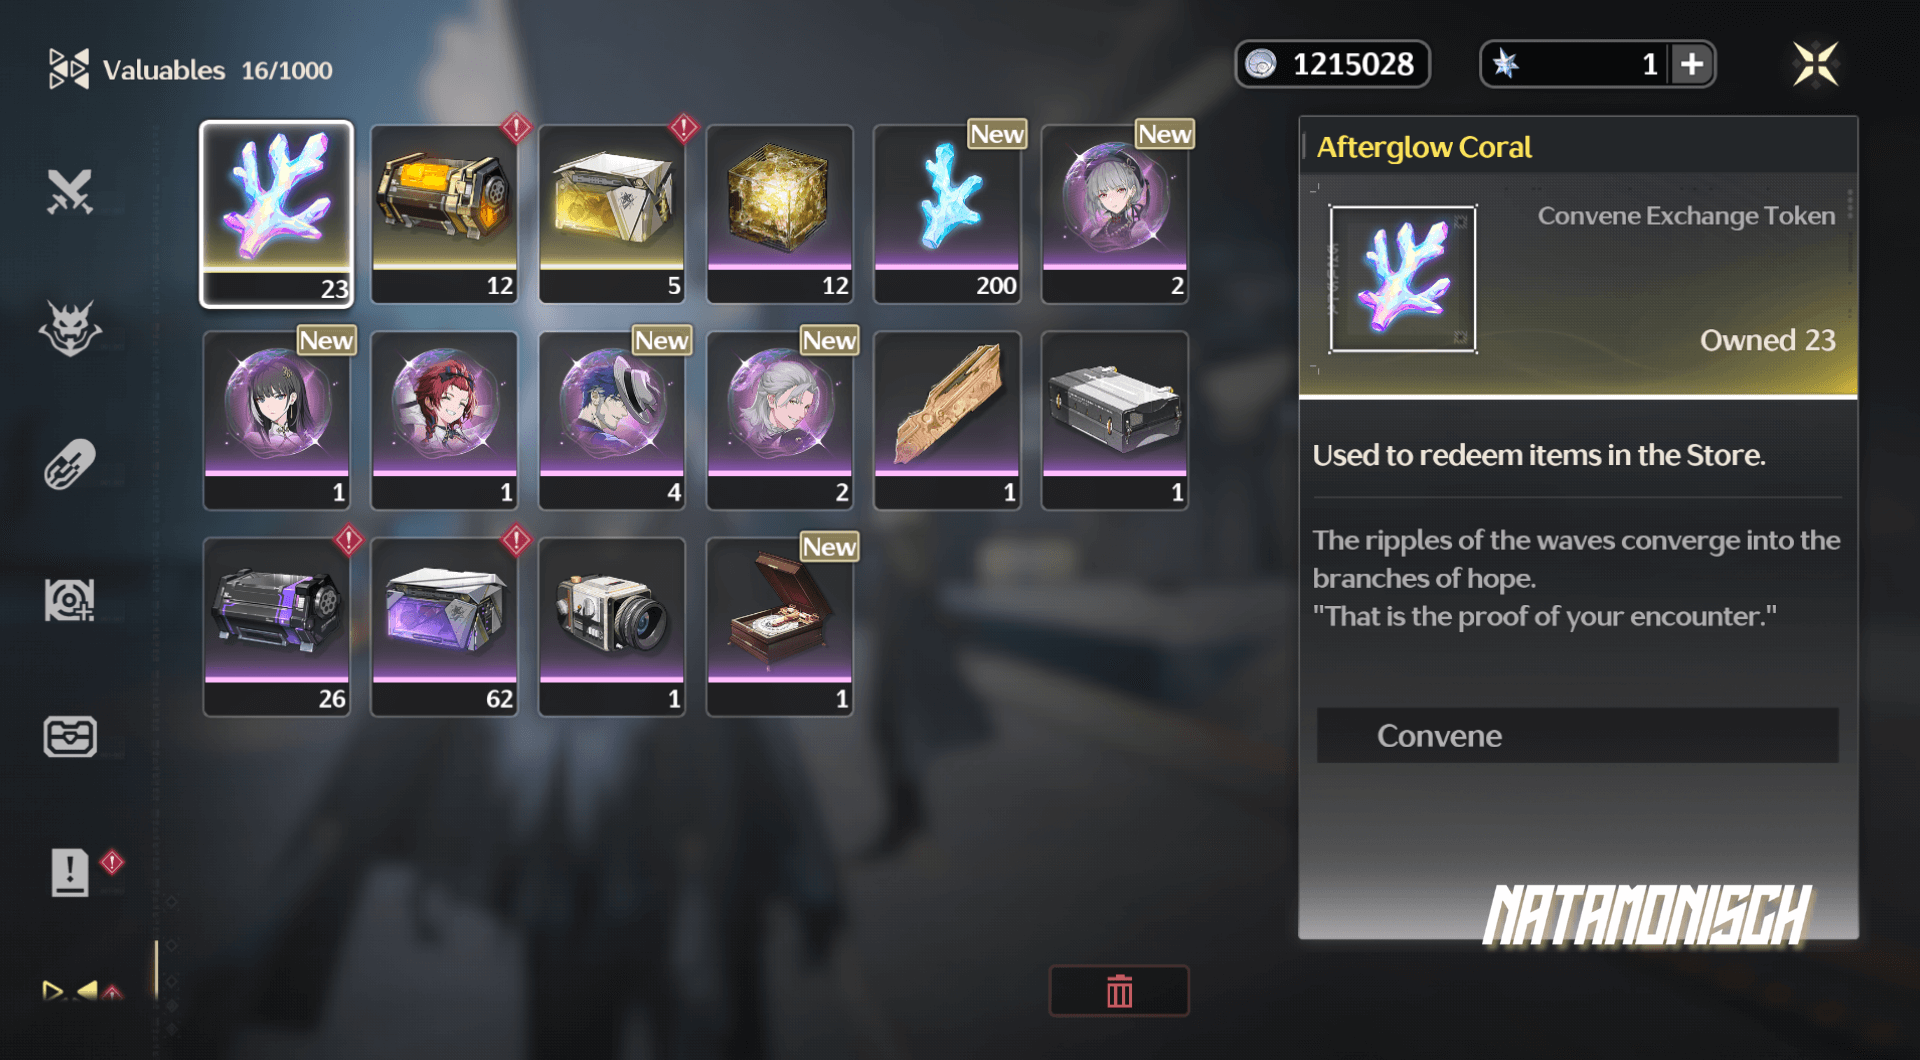 Valuables 16/1000
1215028
1
23
12
5
12
New
200
New
2
New
1
1
New
4
New
2
1
1
26
62
1
New
1
Afterglow Coral
Convene Exchange Token
Owned 23
Used to redeem items in the Store.
The ripples of the waves converge into the
branches of hope.
"That is the proof of your encounter."
Convene
NATAMONISCH